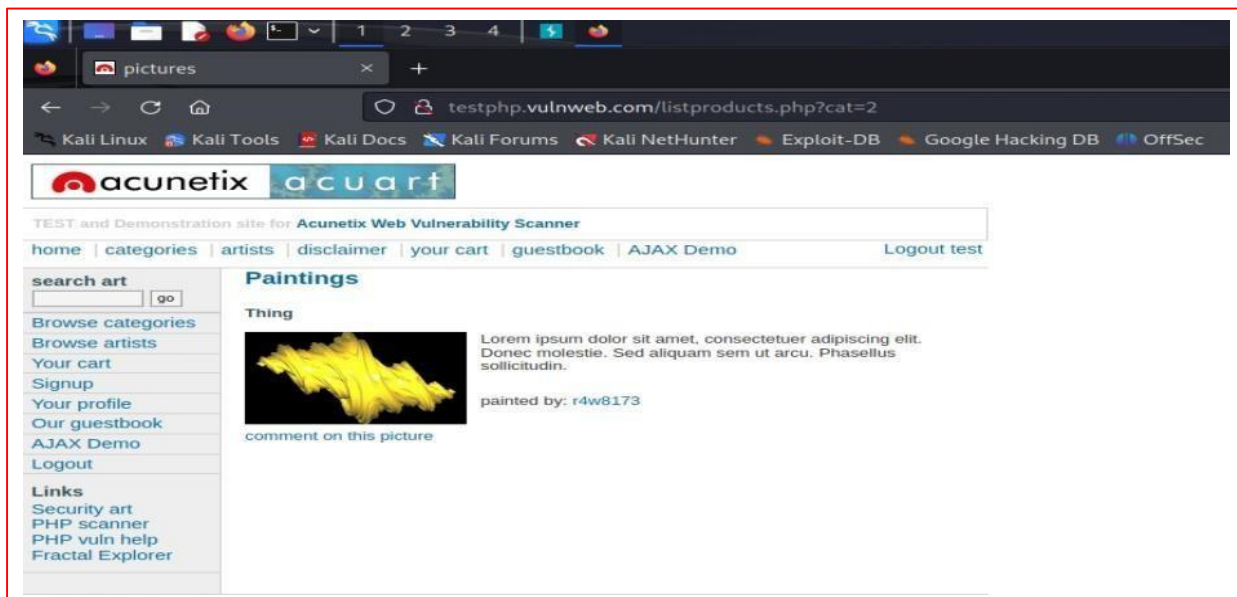 1 2 3 4
pictures
testphp.vulnweb.com/listproducts.php?cat=2
Kali Linux Kali Tools Kali Docs Kali Forums Kali NetHunter Exploit-DB Google Hacking DB OffSec
acunetix acuart
TEST and Demonstration site for Acunetix Web Vulnerability Scanner
home | categories | artists | disclaimer | your cart | guestbook | AJAX Demo Logout test
search art
go
Browse categories
Browse artists
Your cart
Signup
Your profile
Our guestbook
AJAX Demo
Logout
Links
Security art
PHP scanner
PHP vuln help
Fractal Explorer
Paintings
Thing
Lorem ipsum dolor sit amet, consectetuer adipiscing elit.
Donec molestie. Sed aliquam sem ut arcu. Phasellus
sollicitudin.
painted by: r4w8173
comment on this picture